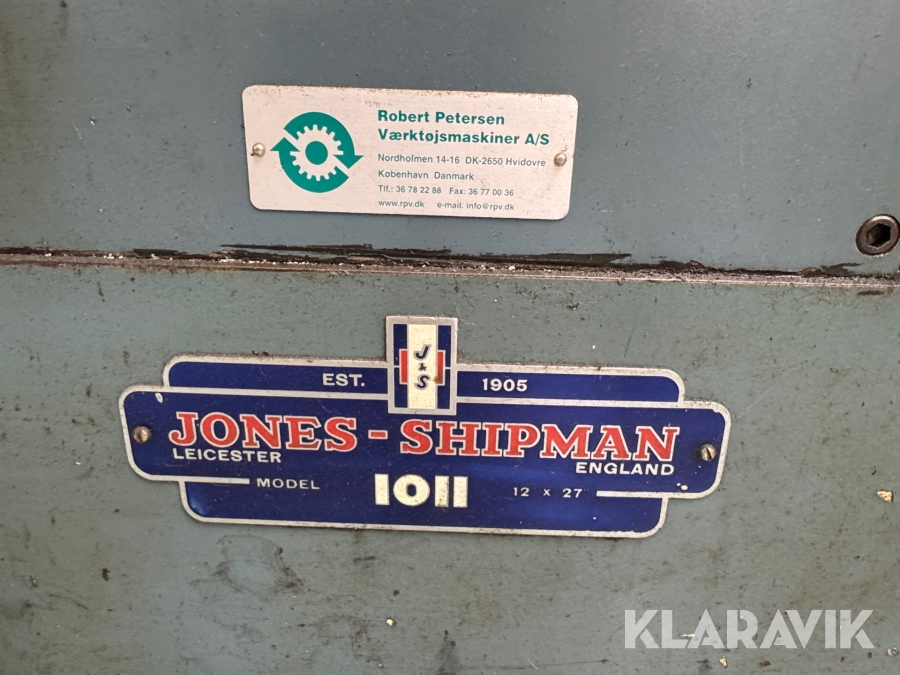 Robert Petersen
Værktøjsmaskiner A/S
Nordholmen 14-16 DK-2650 Hvidovre
København Danmark
Tlf.: 36 78 22 88 Fax: 36 77 00 36
www.rpv.dk e-mail. info@rpv.dk
J & S
EST. 1905
JONES - SHIPMAN
LEICESTER ENGLAND
MODEL 1011 12 x 27"
KLARAVIK